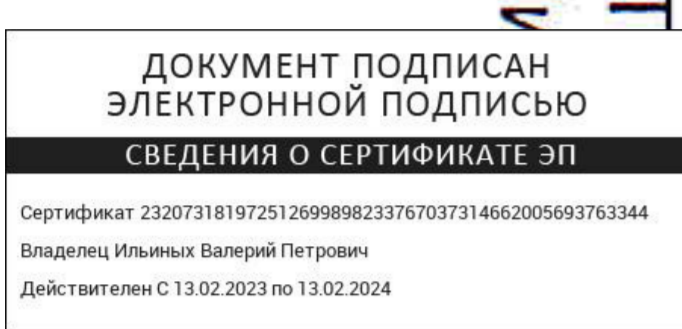 ДОКУМЕНТ ПОДПИСАН
ЭЛЕКТРОННОЙ ПОДПИСЬЮ
СВЕДЕНИЯ О СЕРТИФИКАТЕ ЭП
Сертификат 232073181972512699898233767037314662005693763344
Владелец Ильиных Валерий Петрович
Действителен С 13.02.2023 по 13.02.2024